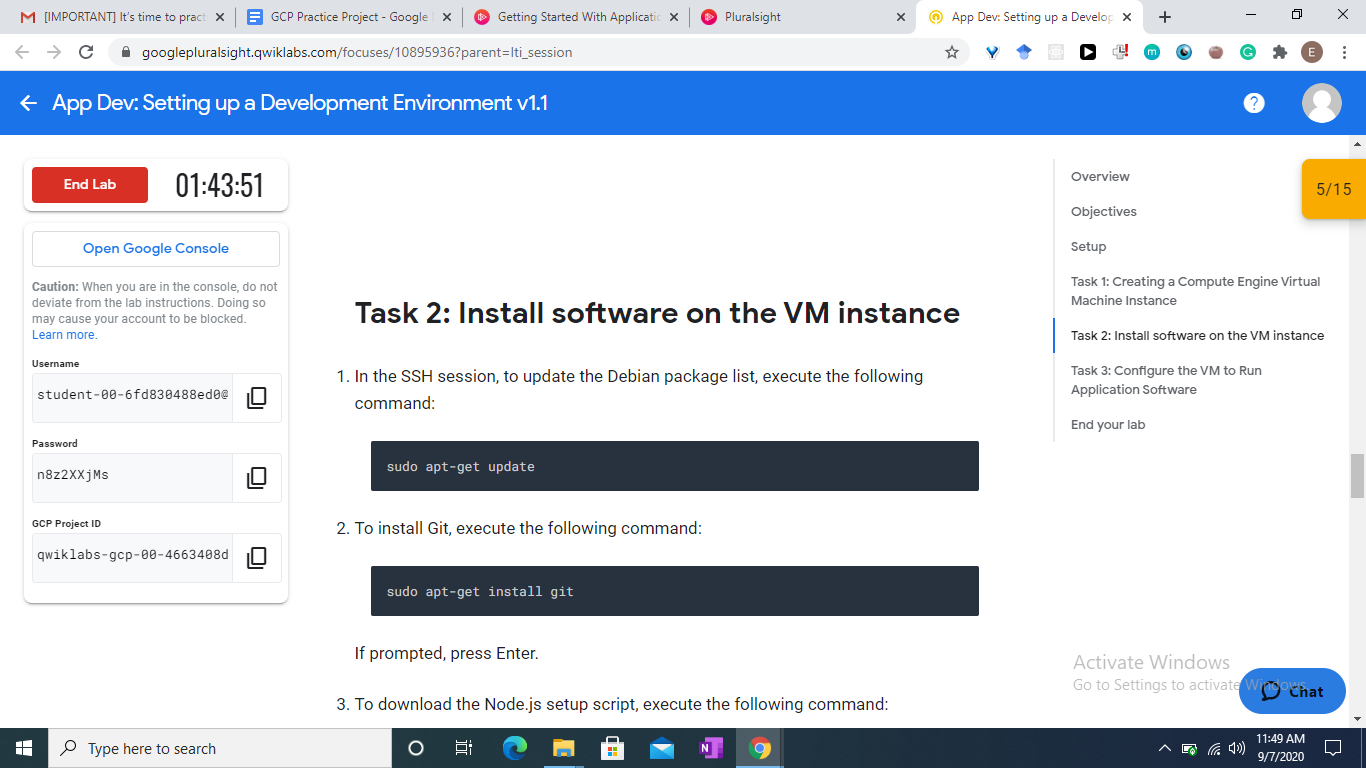 [IMPORTANT] It's time to pract
GCP Practice Project - Google
Getting Started With Applicatio
Pluralsight
App Dev: Setting up a Develop
googlepluralsight.qwiklabs.com/focuses/10895936?parent=lti_session
E
App Dev: Setting up a Development Environment v1.1
End Lab
01:43:51
Open Google Console
Caution: When you are in the console, do not
deviate from the lab instructions. Doing so
may cause your account to be blocked.
Learn more.
Username
student-00-6fd830488ed0@
Password
n8z2XXjMs
GCP Project ID
qwiklabs-gcp-00-4663408d
Task 2: Install software on the VM instance
1. In the SSH session, to update the Debian package list, execute the following
command:
sudo apt-get update
2. To install Git, execute the following command:
sudo apt-get install git
If prompted, press Enter.
3. To download the Node.js setup script, execute the following command:
Overview
Objectives
Setup
Task 1: Creating a Compute Engine Virtual
Machine Instance
Task 2: Install software on the VM instance
Task 3: Configure the VM to Run
Application Software
End your lab
5/15
Activate Windows
Go to Settings to activate Windows.
Chat
Type here to search
11:49 AM
9/7/2020